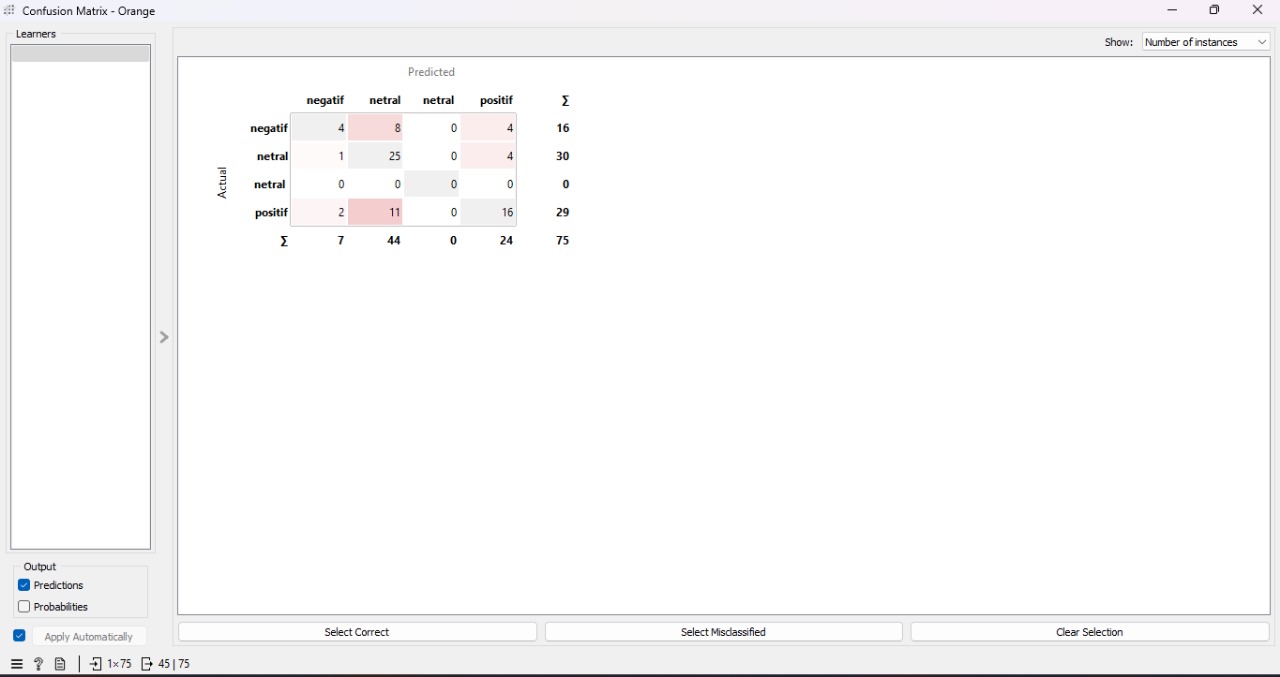 Confusion Matrix - Orange
Learners
Show: Number of instances
Predicted
negatif netral netral positif Σ
negatif 4 8 0 4 16
netral 1 25 0 4 30
Actual
netral 0 0 0 0 0
positif 2 11 0 16 29
Σ 7 44 0 24 75
Output
Predictions
Probabilities
Apply Automatically
Select Correct Select Misclassified Clear Selection
1×75 45 | 75